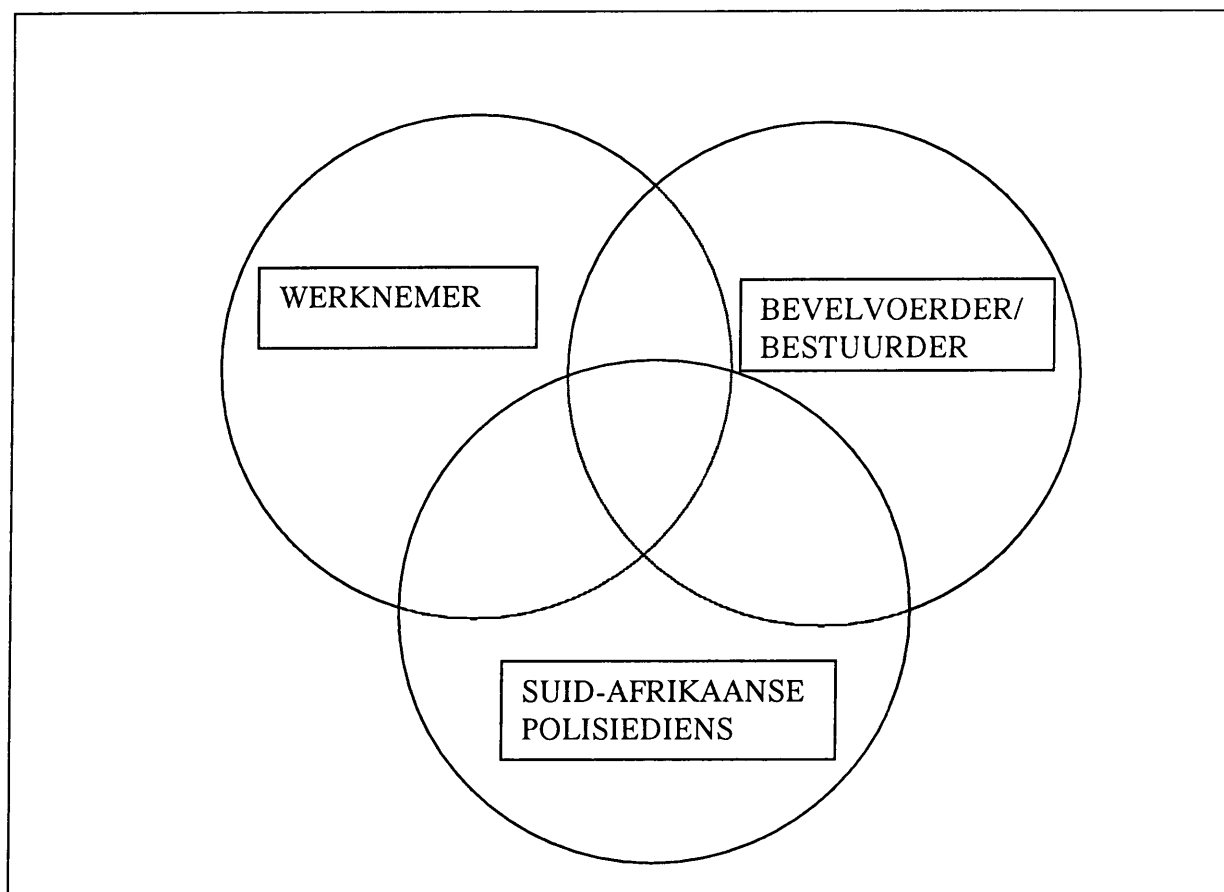 WERKNEMER
BEVELVOERDER/
BESTUURDER
SUID-AFRIKAANSE
POLISIEDIENS